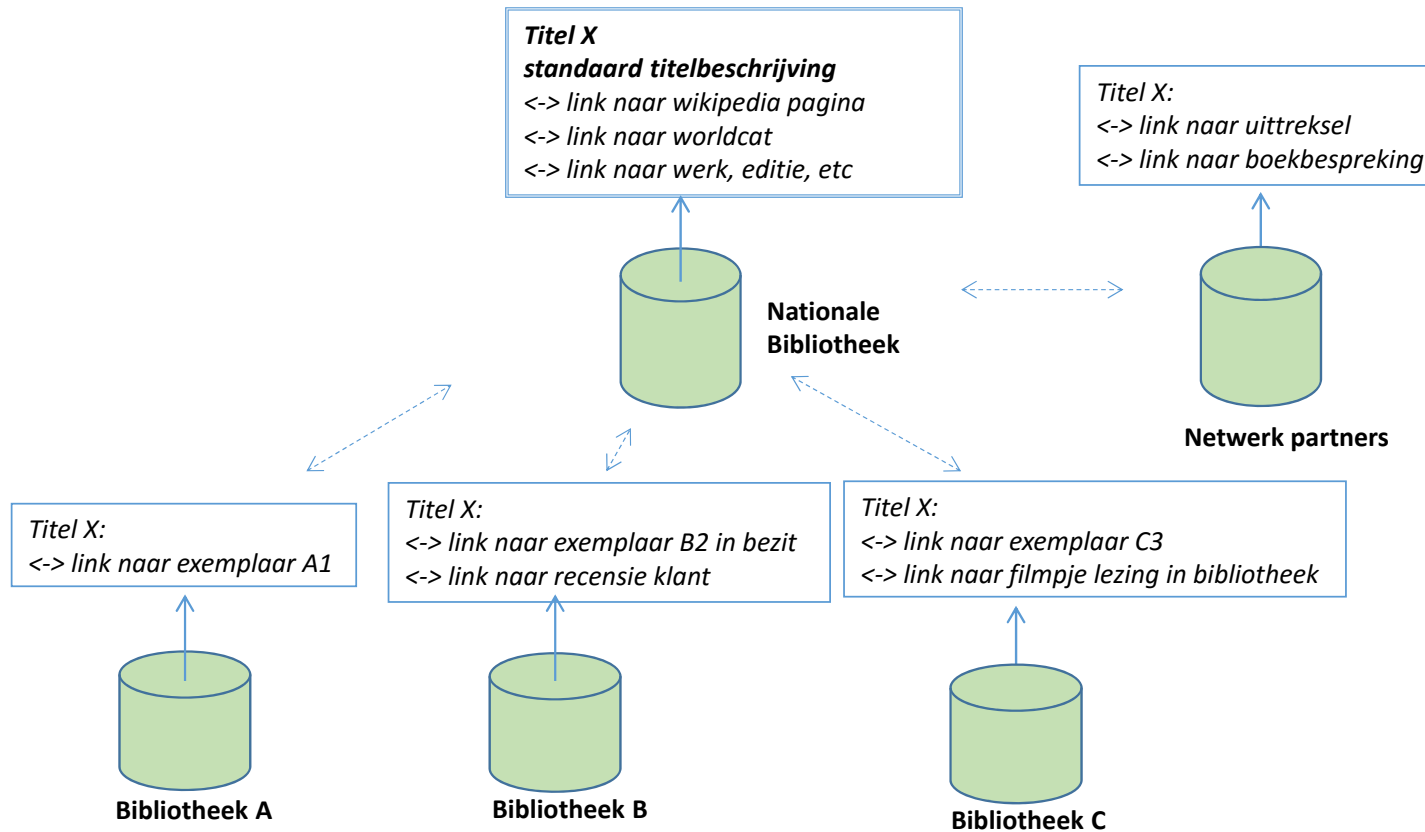 Titel X
standaard titelbeschrijving
<-> link naar wikipedia pagina
<-> link naar worldcat
<-> link naar werk, editie, etc
Titel X:
<-> link naar uittreksel
<-> link naar boekbespreking
Nationale
Bibliotheek
Netwerk partners
Titel X:
<-> link naar exemplaar A1
Titel X:
<-> link naar exemplaar B2 in bezit
<-> link naar recensie klant
Titel X:
<-> link naar exemplaar C3
<-> link naar filmpje lezing in bibliotheek
Bibliotheek A
Bibliotheek B
Bibliotheek C